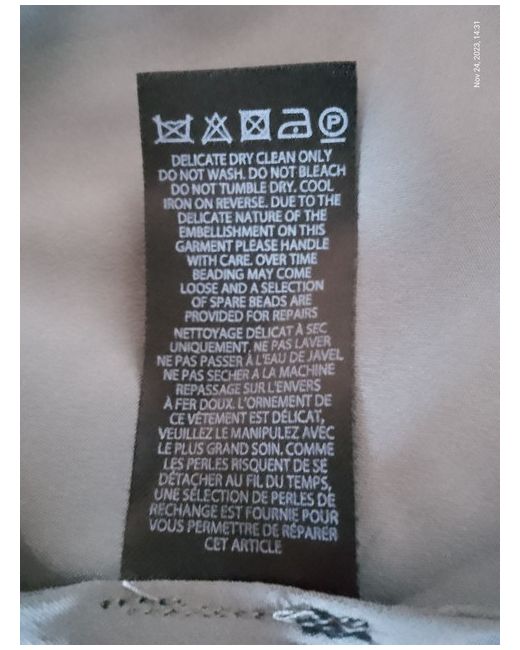 Nov 24, 2023, 14:31
P
DELICATE DRY CLEAN ONLY
DO NOT WASH. DO NOT BLEACH
DO NOT TUMBLE DRY. COOL
IRON ON REVERSE. DUE TO THE
DELICATE NATURE OF THE
EMBELLISHMENT ON THIS
GARMENT PLEASE HANDLE
WITH CARE. OVER TIME
BEADING MAY COME
LOOSE AND A SELECTION
OF SPARE BEADS ARE
PROVIDED FOR REPAIRS
NETTOYAGE DÉLICAT À SEC
UNIQUEMENT. NE PAS LAVER
NE PAS PASSER À L'EAU DE JAVEL
NE PAS SECHER A LA MACHINE
REPASSAGE SUR L'ENVERS
À FER DOUX. L'ORNEMENT DE
CE VÊTEMENT EST DÉLICAT,
VEUILLEZ LE MANIPULEZ AVEC
LE PLUS GRAND SOIN. COMME
LES PERLES RISQUENT DE SE
DÉTACHER AU FIL DU TEMPS,
UNE SÉLECTION DE PERLES DE
RECHANGE EST FOURNIE POUR
VOUS PERMETTRE DE RÉPARER
CET ARTICLE